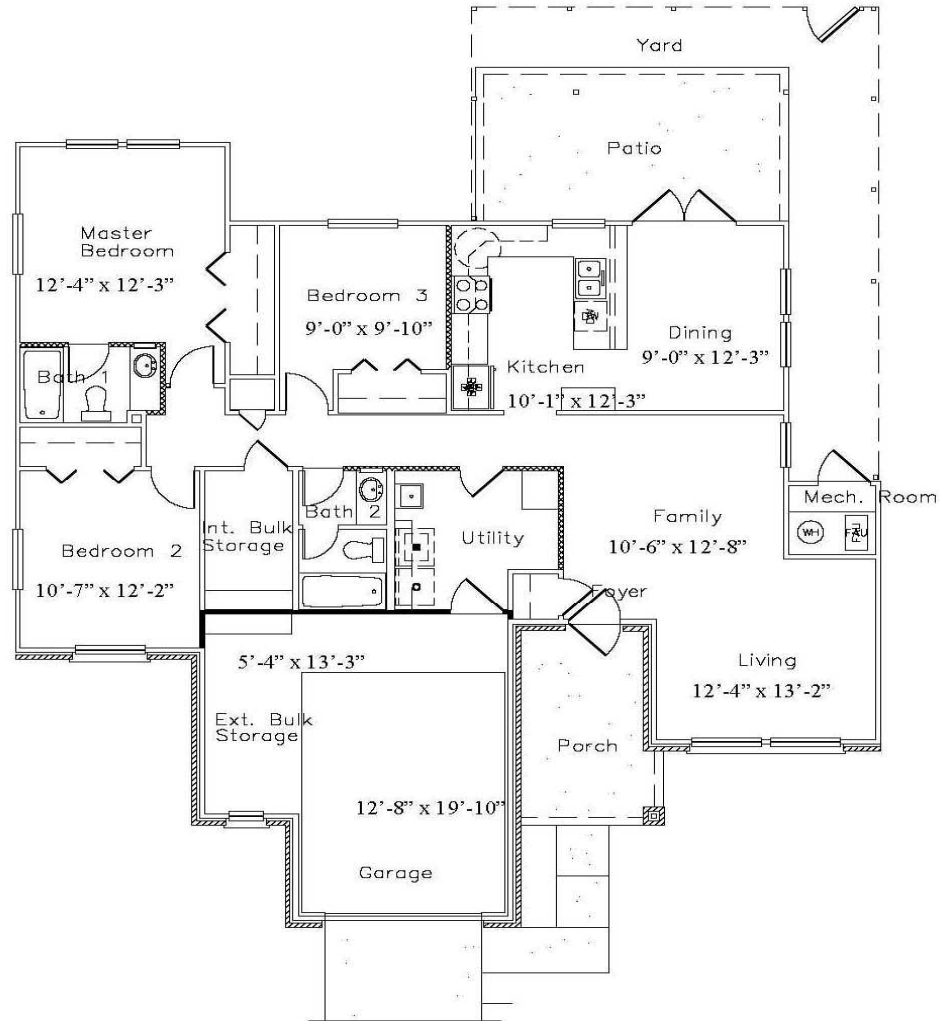 Yard
Patio
Master
Bedroom
12’-4” x 12’-3”
Bedroom 3
9’-0” x 9’-10”
Dining
9’-0” x 12’-3”
Kitchen
10’-1” x 12’-3”
Bath 1
Mech. Room
WH
FAU
Family
10’-6” x 12’-8”
Bath 2
Int. Bulk
Storage
Utility
Bedroom 2
10’-7” x 12’-2”
Foyer
5’-4” x 13’-3”
Living
12’-4” x 13’-2”
Ext. Bulk
Storage
Porch
12’-8” x 19’-10”
Garage